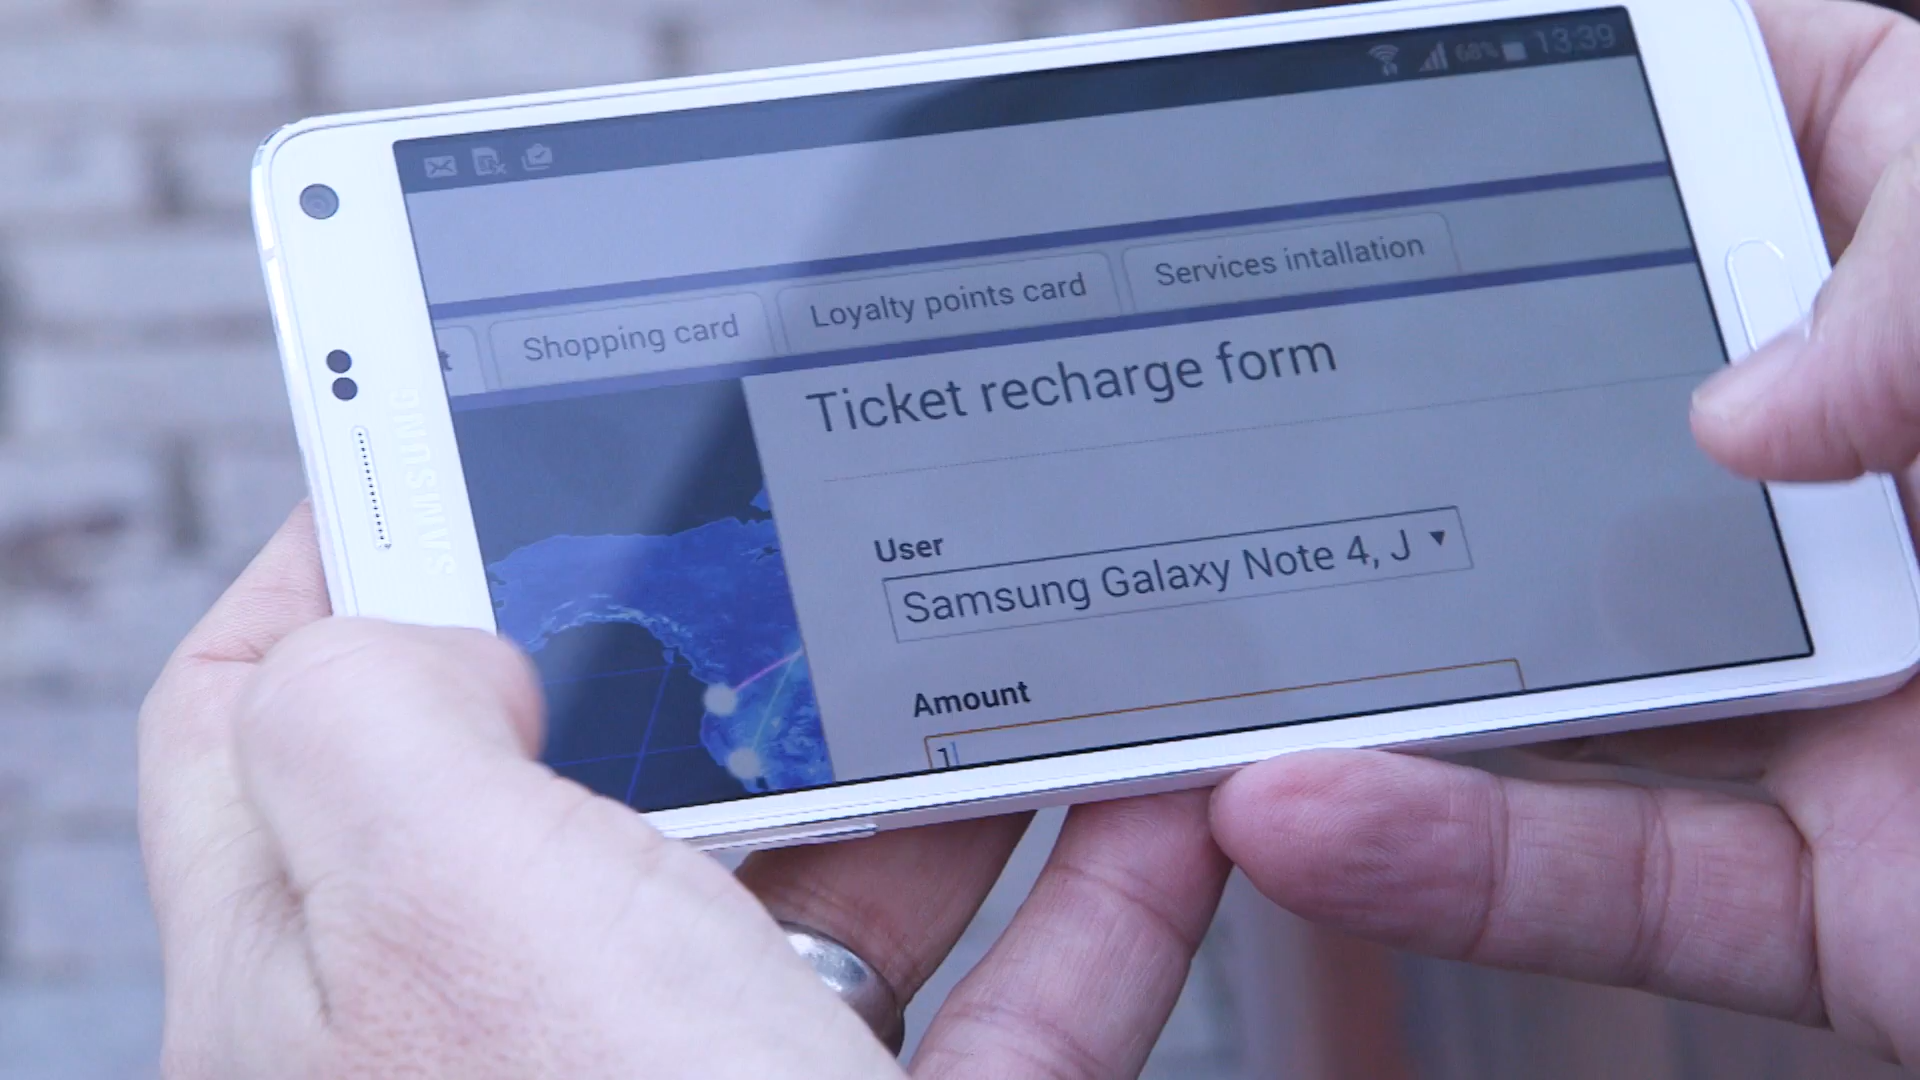 68% 13:39
t Shopping card Loyalty points card Services intallation
Ticket recharge form
User
Samsung Galaxy Note 4, J
Amount
1
SAMSUNG